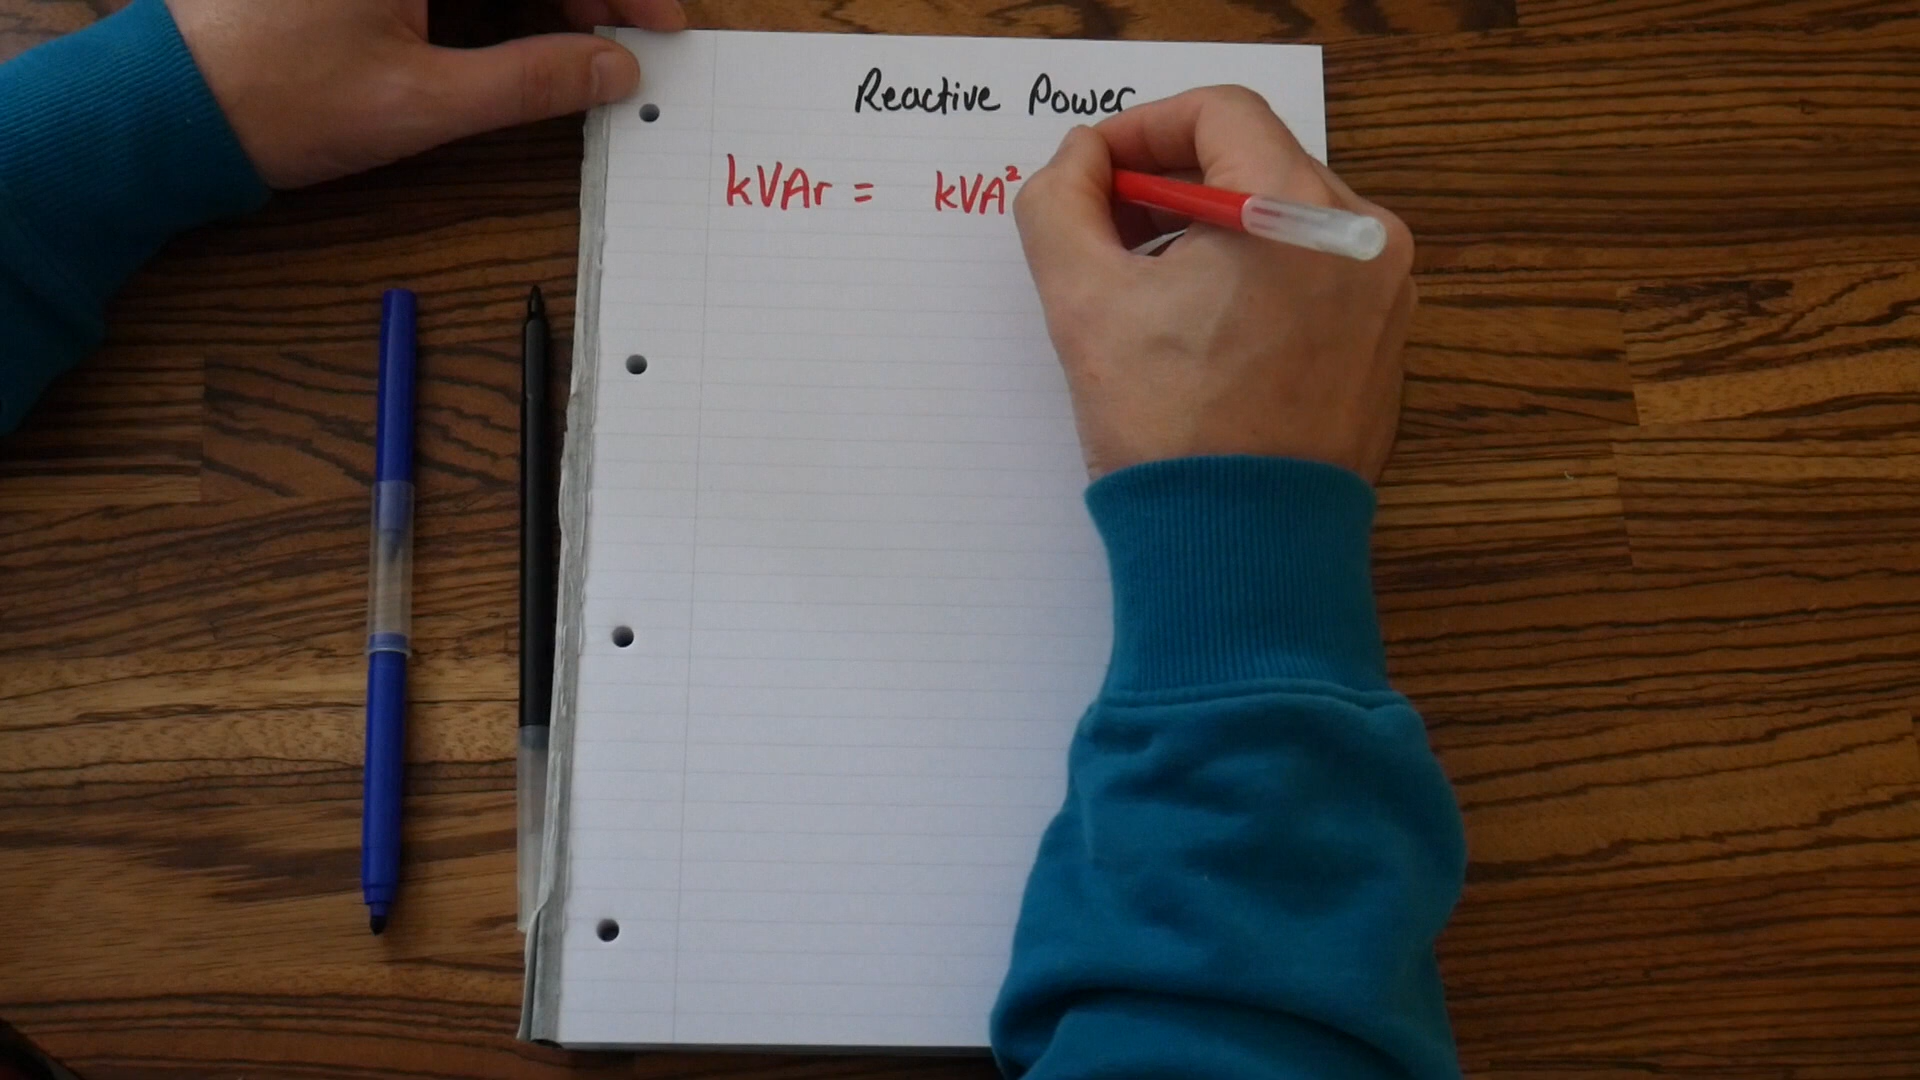 Reactive Power
kVAr = kVA²